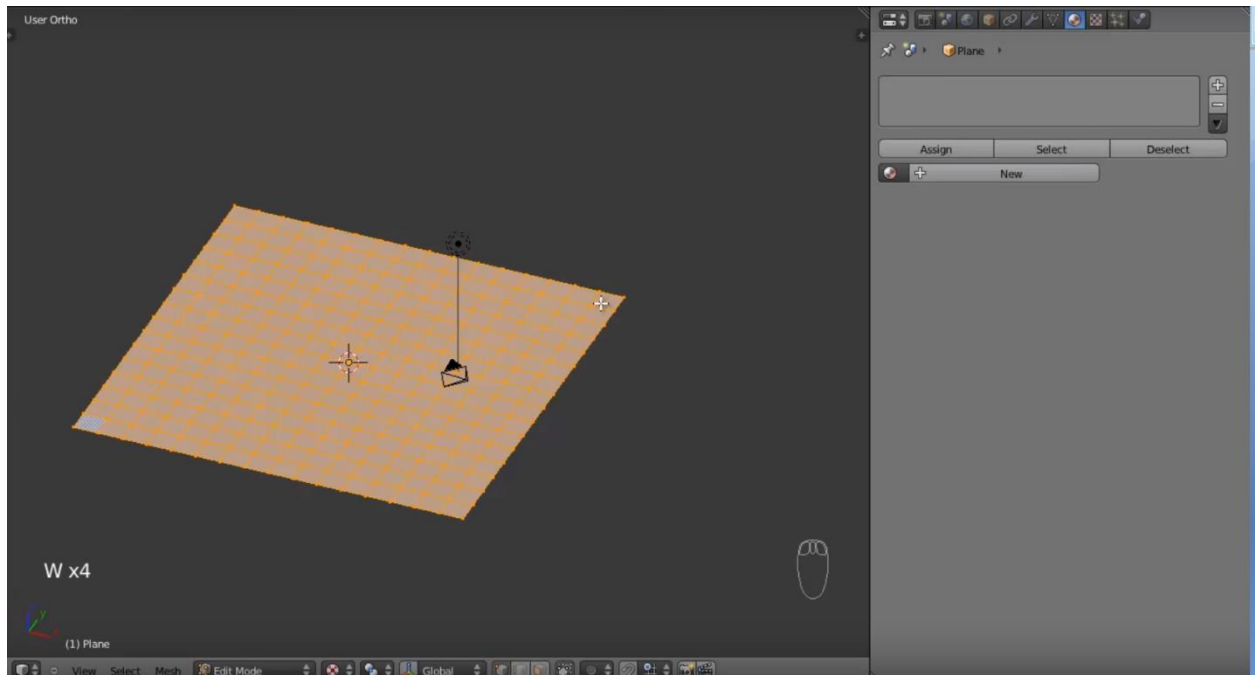 User Ortho
Plane
Assign Select Deselect
New
W x4
(1) Plane
View Select Mesh Edit Mode Global